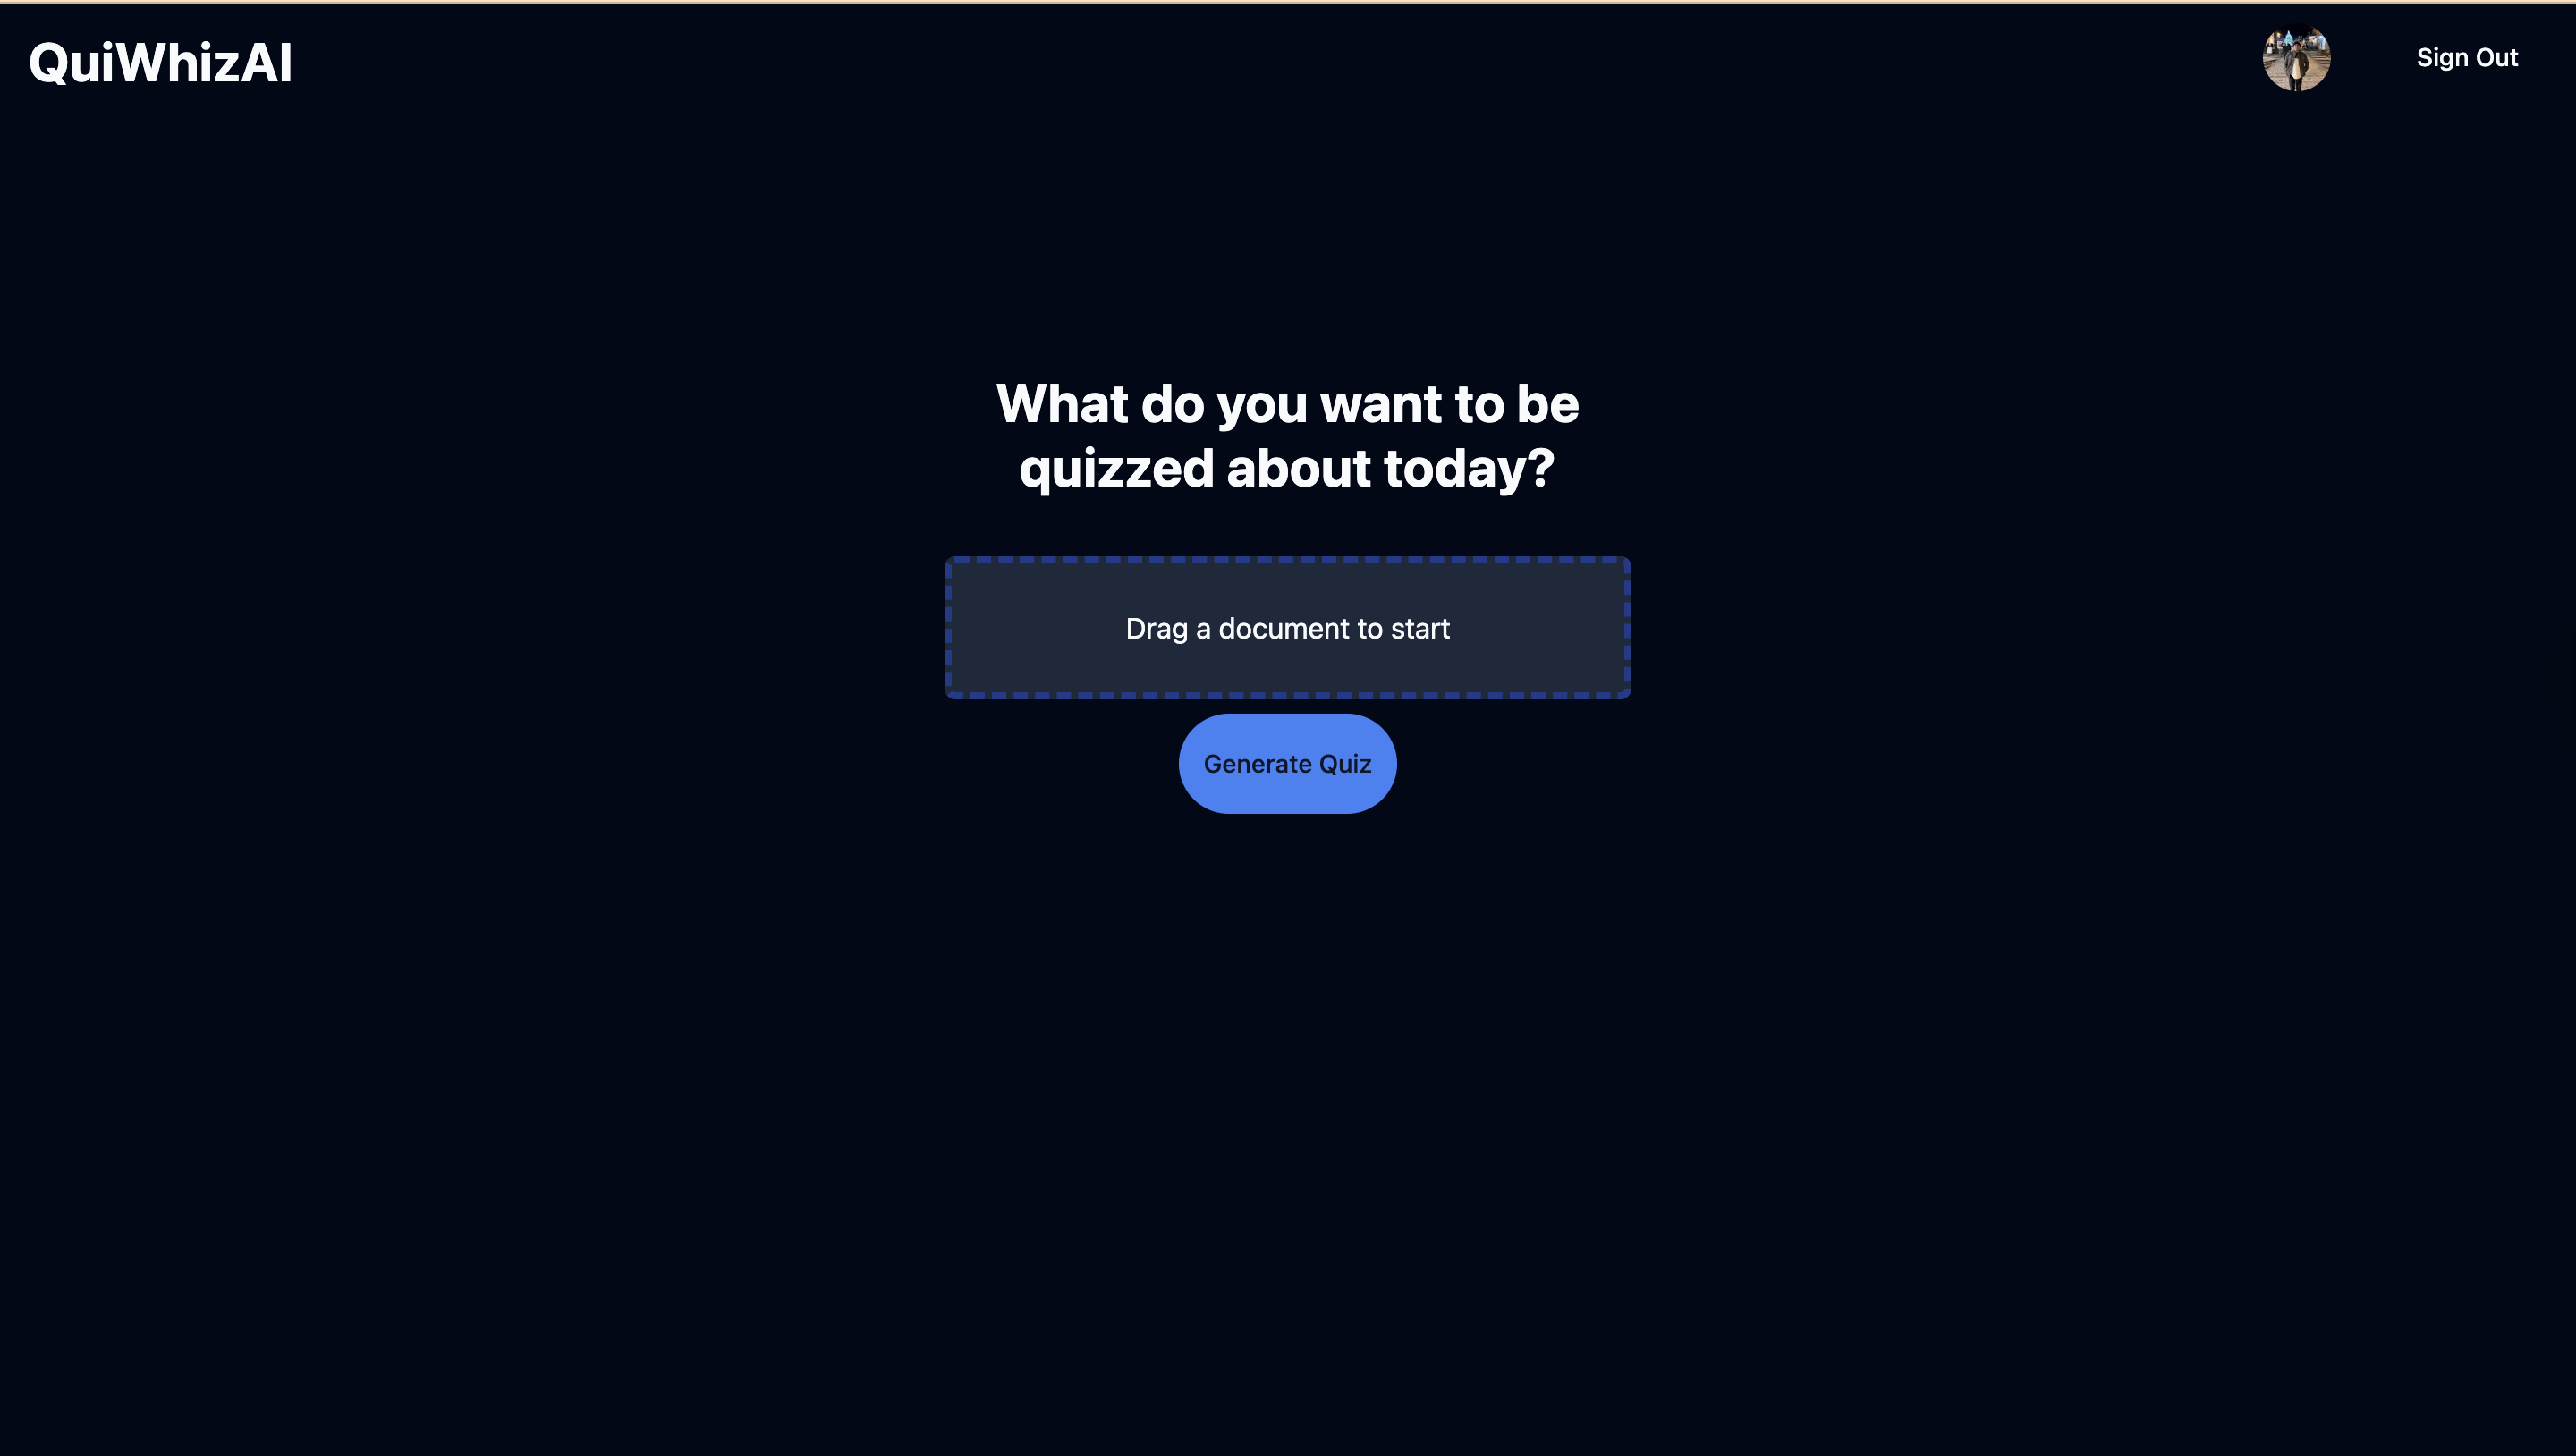 QuiWhizAI
Sign Out
What do you want to be
quizzed about today?
Drag a document to start
Generate Quiz